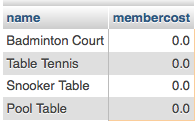 name membercost
Badminton Court 0.0
Table Tennis 0.0
Snooker Table 0.0
Pool Table 0.0